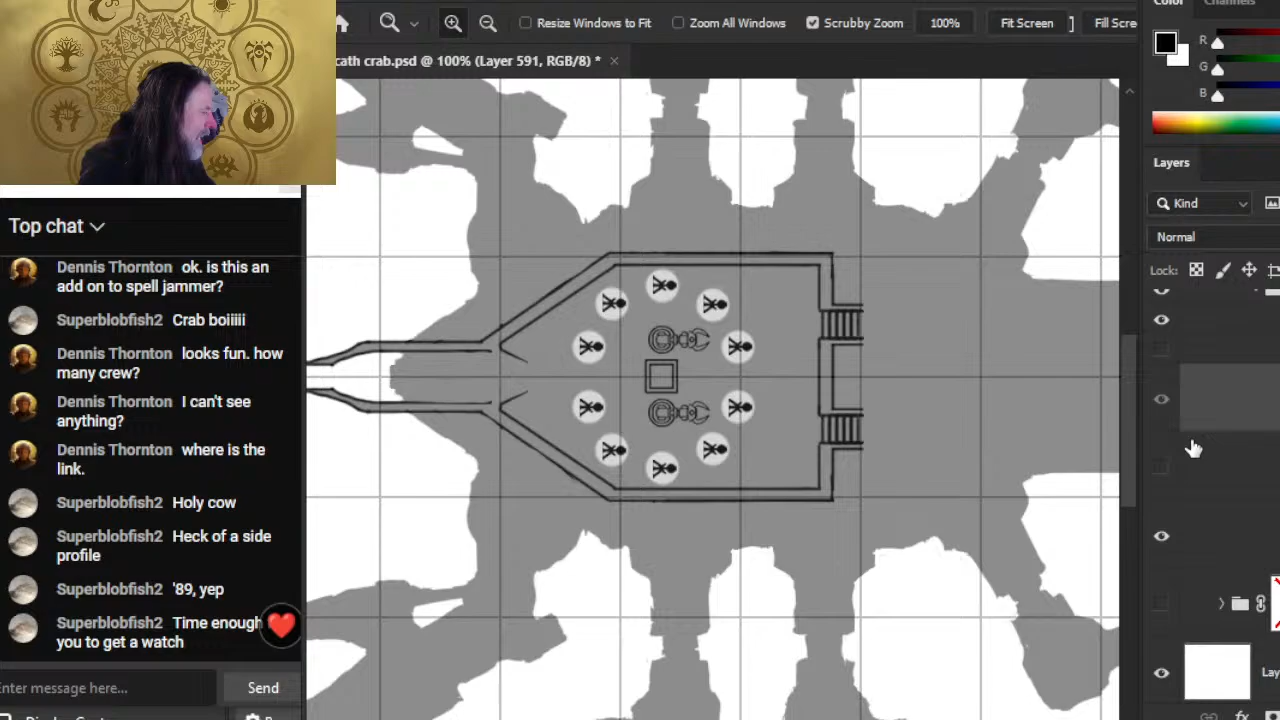 Resize Windows to Fit
Zoom All Windows
Scrubby Zoom
100%
Fit Screen
Fill Scre
Color
Channels
cath crab.psd @ 100% (Layer 591, RGB/8) *
R
G
B
Layers
Kind
Normal
Lock:
Top chat
Dennis Thornton ok. is this an
add on to spell jammer?
Superblobfish2 Crab boiiiii
Dennis Thornton looks fun. how
many crew?
Dennis Thornton I can't see
anything?
Dennis Thornton where is the
link.
Superblobfish2 Holy cow
Superblobfish2 Heck of a side
profile
Superblobfish2 '89, yep
Superblobfish2 Time enough
you to get a watch
Enter message here...
Send
Lay
fx